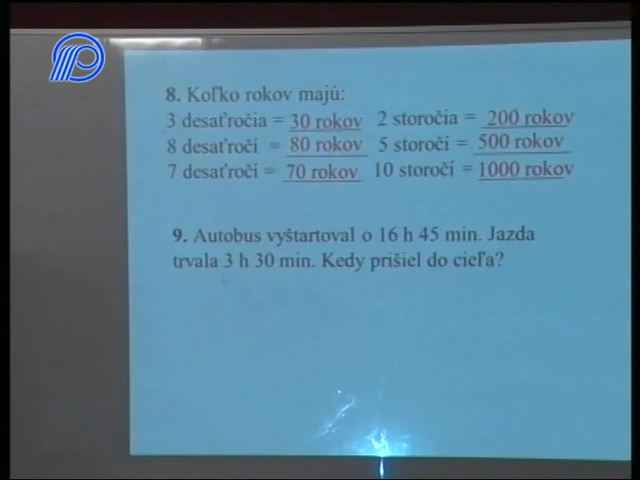 8. Koľko rokov majú:
3 desaťročia = 30 rokov 2 storočia = 200 rokov
8 desaťročí = 80 rokov 5 storočí = 500 rokov
7 desaťročí = 70 rokov 10 storočí = 1000 rokov
9. Autobus vyštartoval o 16 h 45 min. Jazda
trvala 3 h 30 min. Kedy prišiel do cieľa?